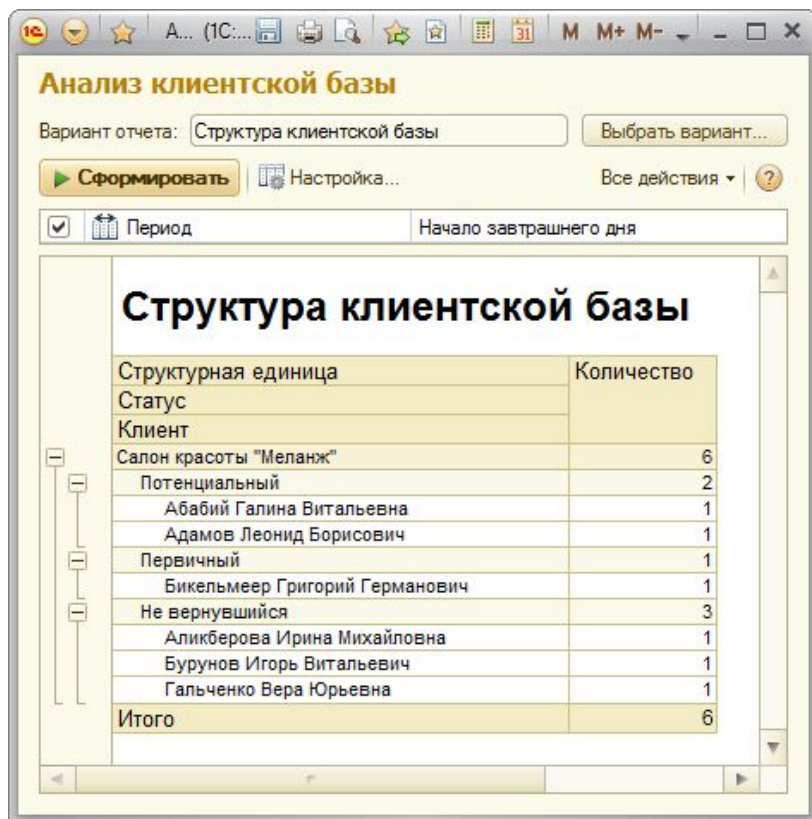 1С А... (1С:... 31 М М+ М-
Анализ клиентской базы
Вариант отчета: Структура клиентской базы Выбрать вариант...
Сформировать Настройка... Все действия ?
Период Начало завтрашнего дня
Структура клиентской базы
Структурная единица Количество
Статус
Клиент
Салон красоты "Меланж" 6
Потенциальный 2
Абабий Галина Витальевна 1
Адамов Леонид Борисович 1
Первичный 1
Бикельмеер Григорий Германович 1
Не вернувшийся 3
Аликберова Ирина Михайловна 1
Бурунов Игорь Витальевич 1
Гальченко Вера Юрьевна 1
Итого 6